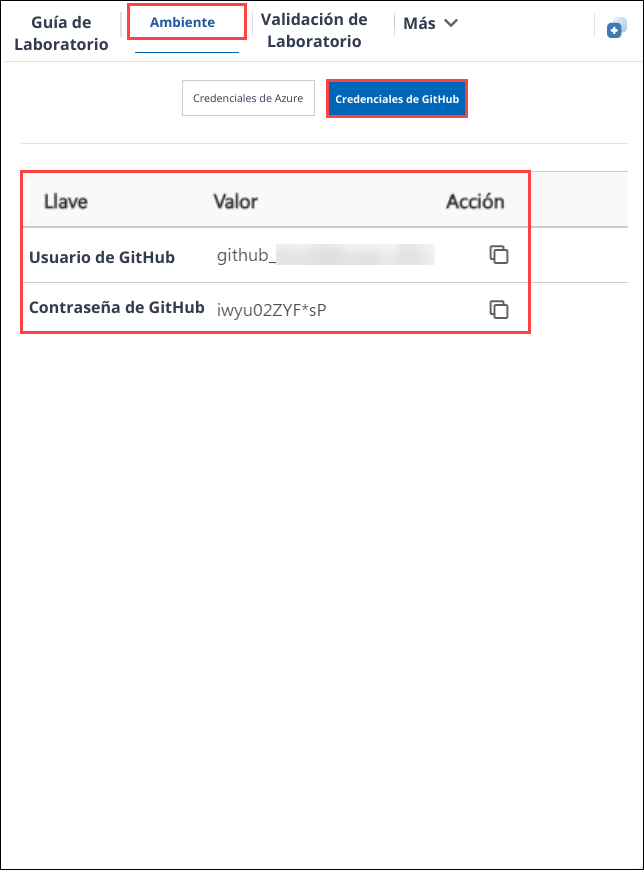 Guía de
Laboratorio
Ambiente
Validación de
Laboratorio
Más
Credenciales de Azure
Credenciales de GitHub
Llave Valor Acción
Usuario de GitHub github_
Contraseña de GitHub iwyu02ZYF*sP